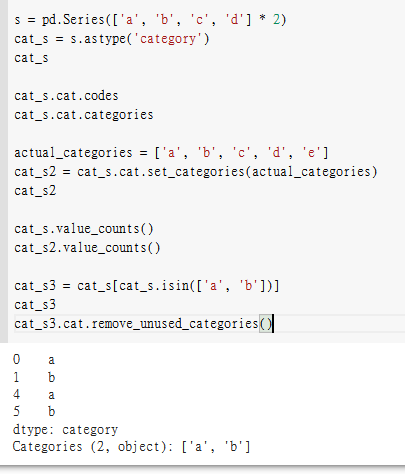 s = pd.Series(['a', 'b', 'c', 'd'] * 2)
cat_s = s.astype('category')
cat_s
cat_s.cat.codes
cat_s.cat.categories
actual_categories = ['a', 'b', 'c', 'd', 'e']
cat_s2 = cat_s.cat.set_categories(actual_categories)
cat_s2
cat_s.value_counts()
cat_s2.value_counts()
cat_s3 = cat_s[cat_s.isin(['a', 'b'])]
cat_s3
cat_s3.cat.remove_unused_categories()
0    a
1    b
4    a
5    b
dtype: category
Categories (2, object): ['a', 'b']